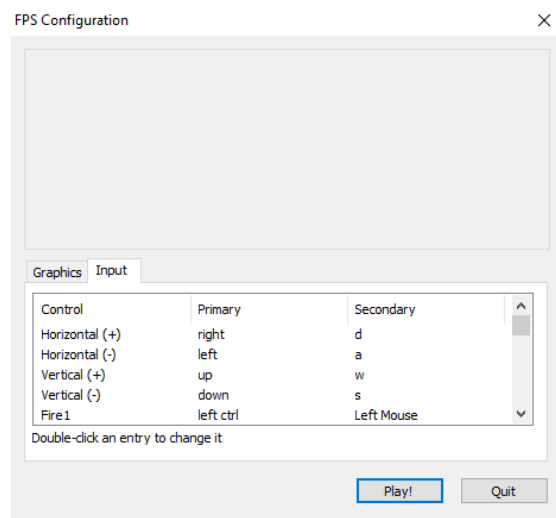 FPS Configuration
Graphics Input
Control Primary Secondary
Horizontal (+) right d
Horizontal (-) left a
Vertical (+) up w
Vertical (-) down s
Fire1 left ctrl Left Mouse
Double-click an entry to change it
Play! Quit